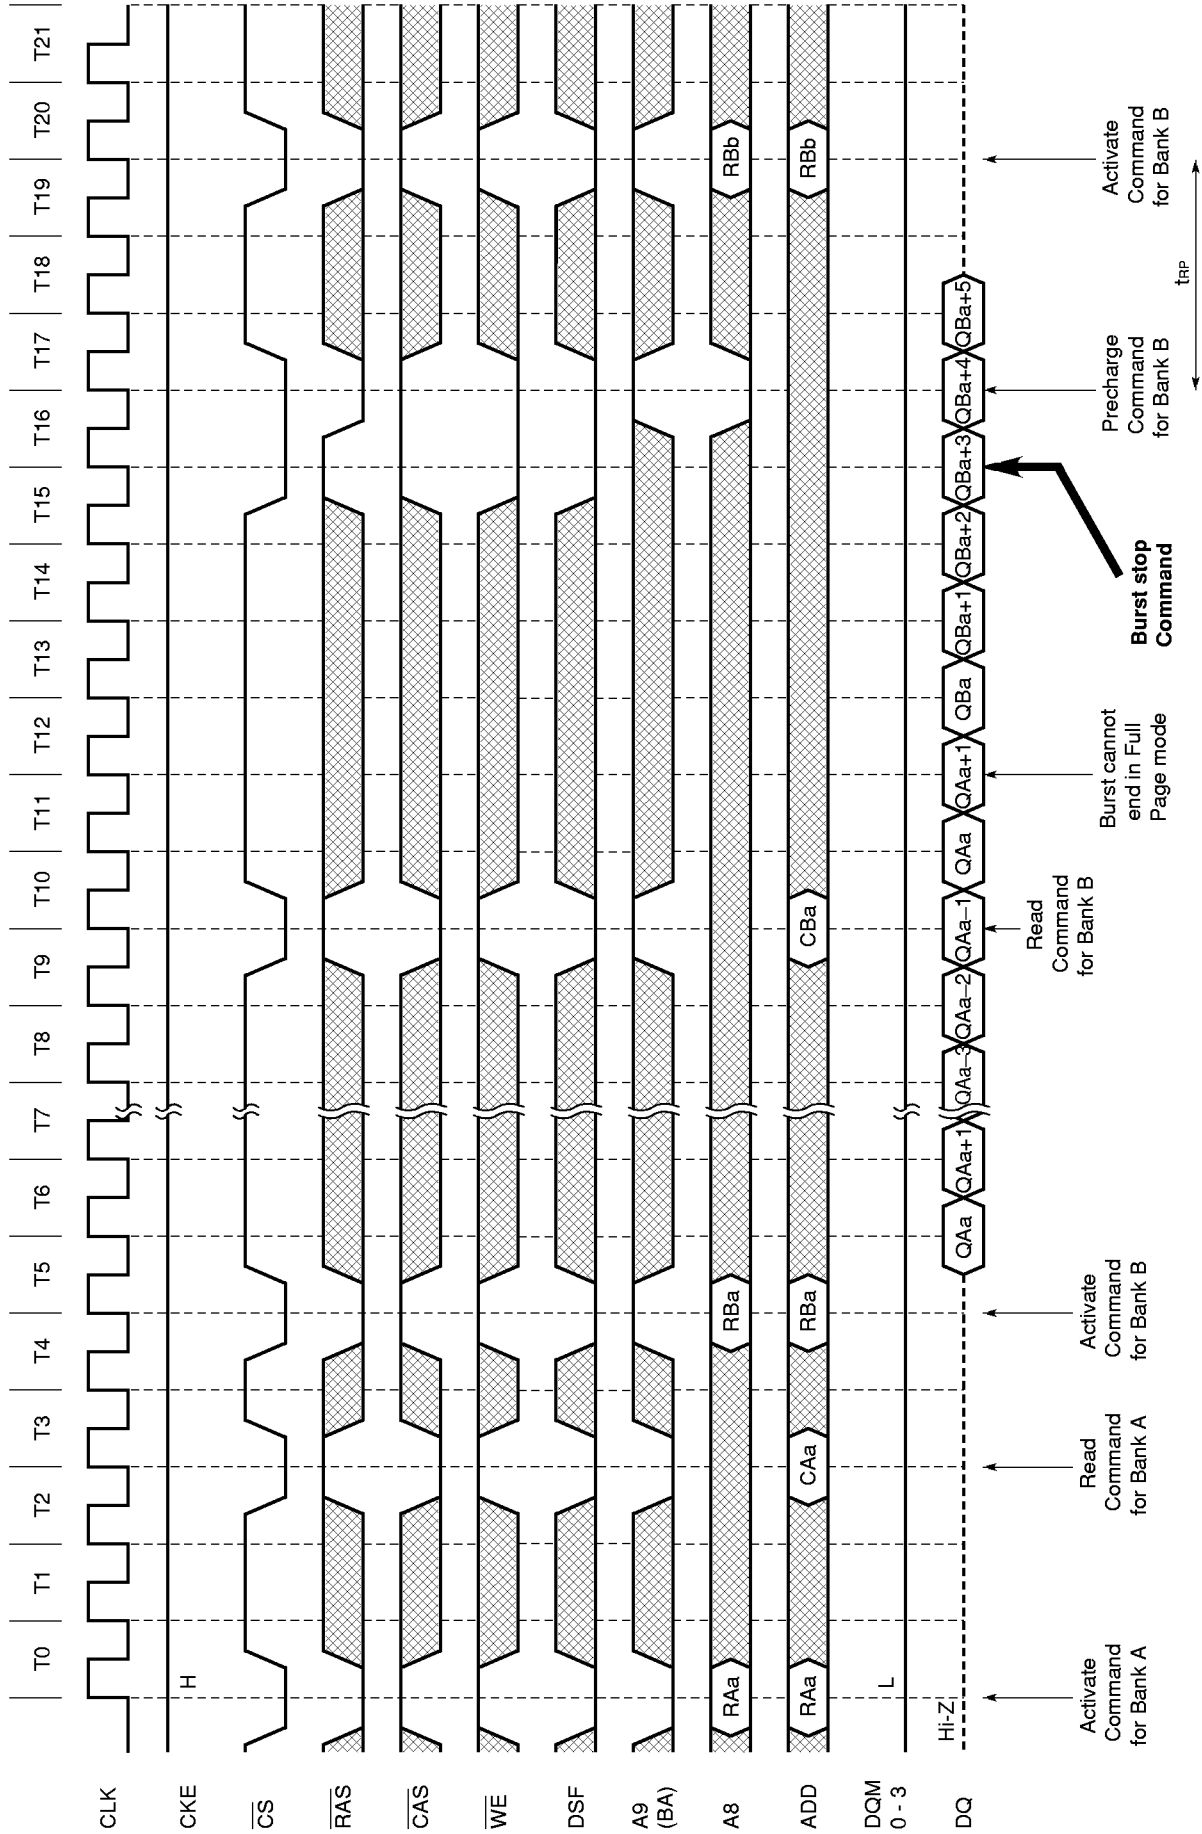 T0 T1 T2 T3 T4 T5 T6 T7 T8 T9 T10 T11 T12 T13 T14 T15 T16 T17 T18 T19 T20 T21
CLK
CKE H
CS
RAS
CAS
WE
DSF
A9
(BA)
A8 RAa RBa RBb
ADD RAa CAa RBa CBa RBb
DQM
0 - 3 L
DQ Hi-Z QAa QAa+1 QAa–3 QAa–2 QAa–1 QAa QAa+1 QBa QBa+1 QBa+2 QBa+3 QBa+4 QBa+5
Activate
Command
for Bank A
Read
Command
for Bank A
Activate
Command
for Bank B
Read
Command
for Bank B
Burst cannot
end in Full
Page mode
Burst stop
Command
Precharge
Command
for Bank B
tRP
Activate
Command
for Bank B